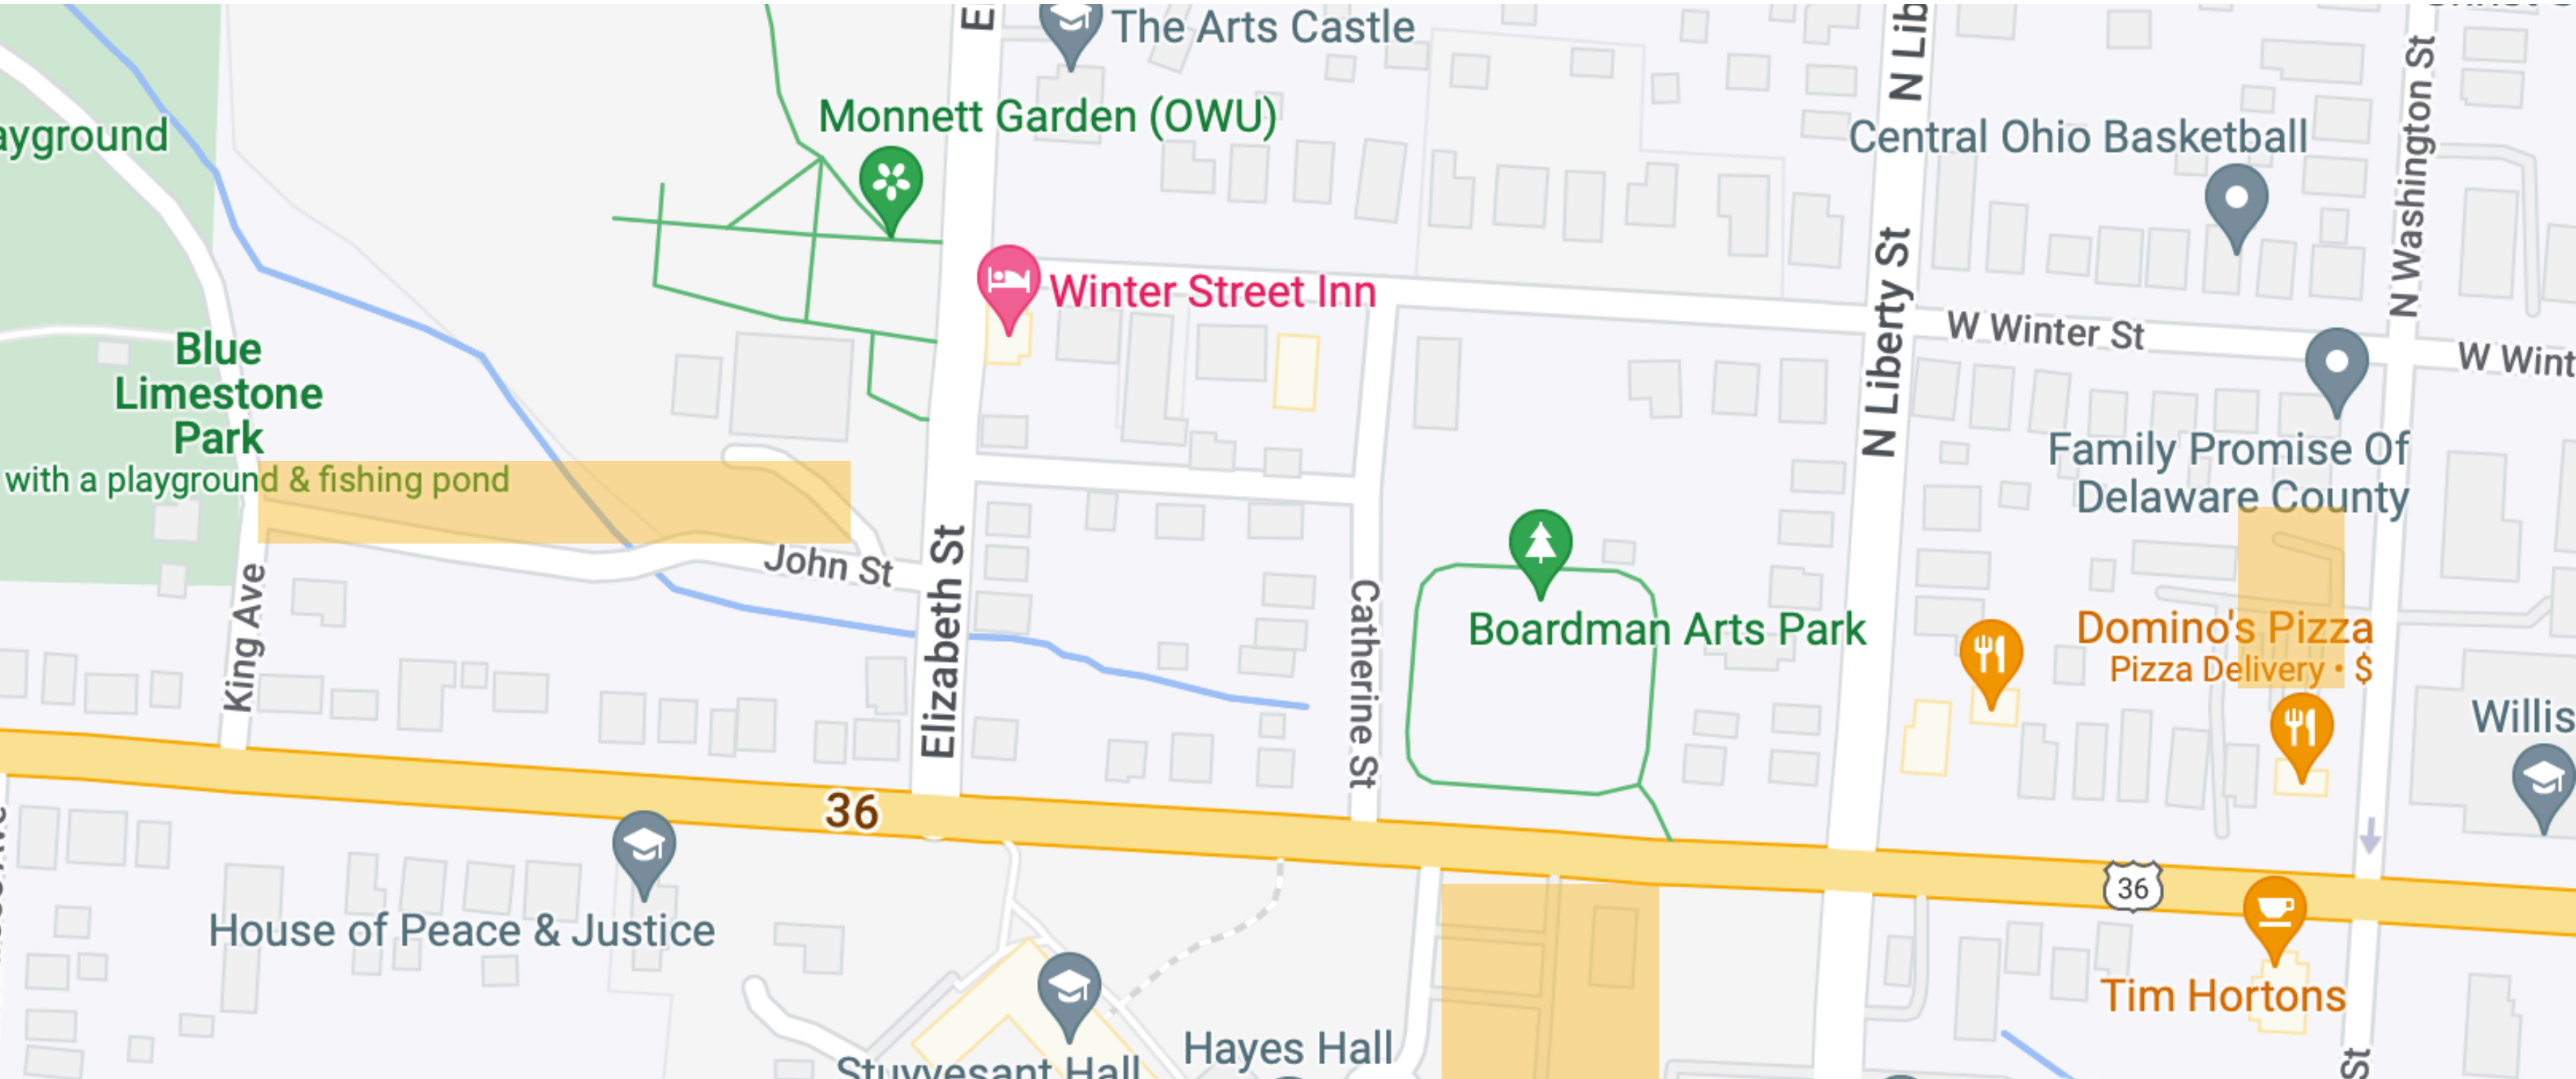 E
The Arts Castle
N Lib
Monnett Garden (OWU)
ayground
Central Ohio Basketball
N Washington St
Winter Street Inn
N Liberty St
W Winter St
W Wint
Blue
Limestone
Park
with a playground & fishing pond
Family Promise Of
Delaware County
John St
Elizabeth St
King Ave
Catherine St
Boardman Arts Park
Domino's Pizza
Pizza Delivery • $
Willis
36
36
House of Peace & Justice
Tim Hortons
Hayes Hall
Stuyvesant Hall
St